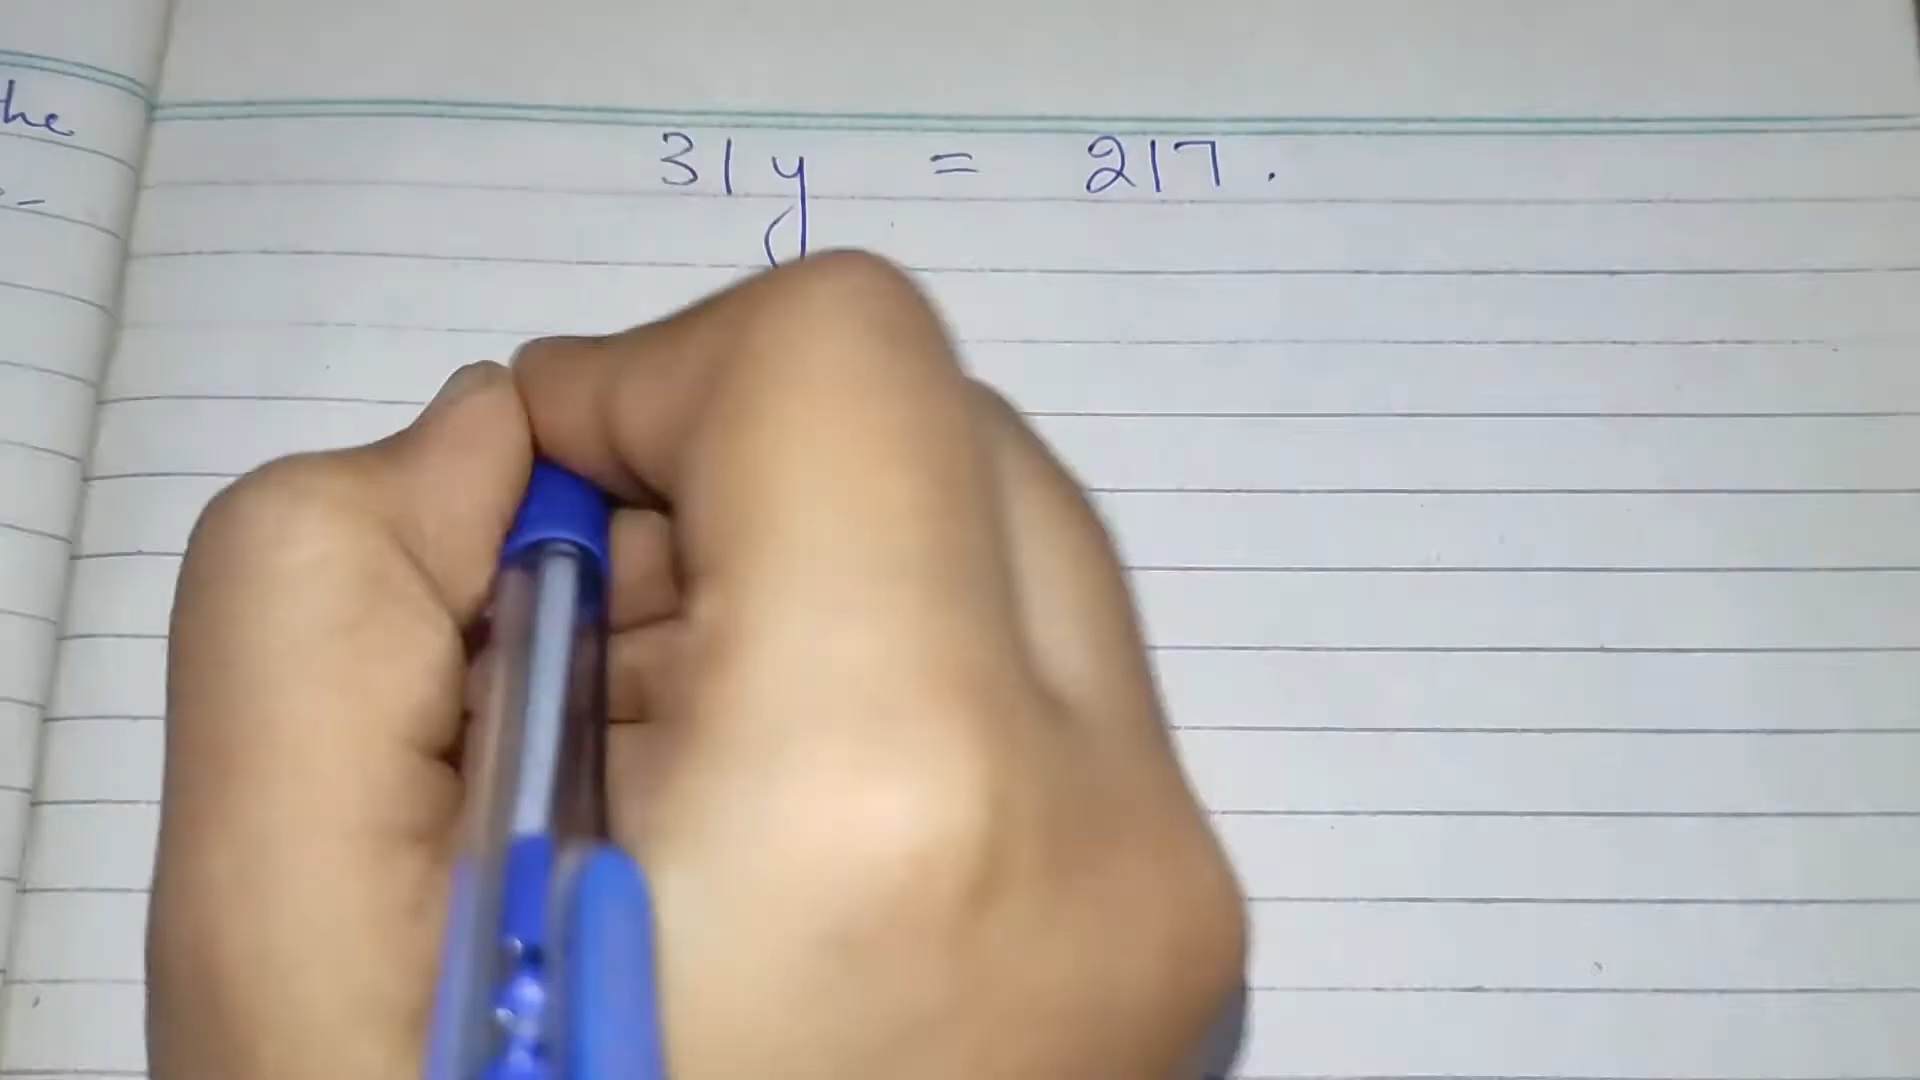 he
31y = 217.